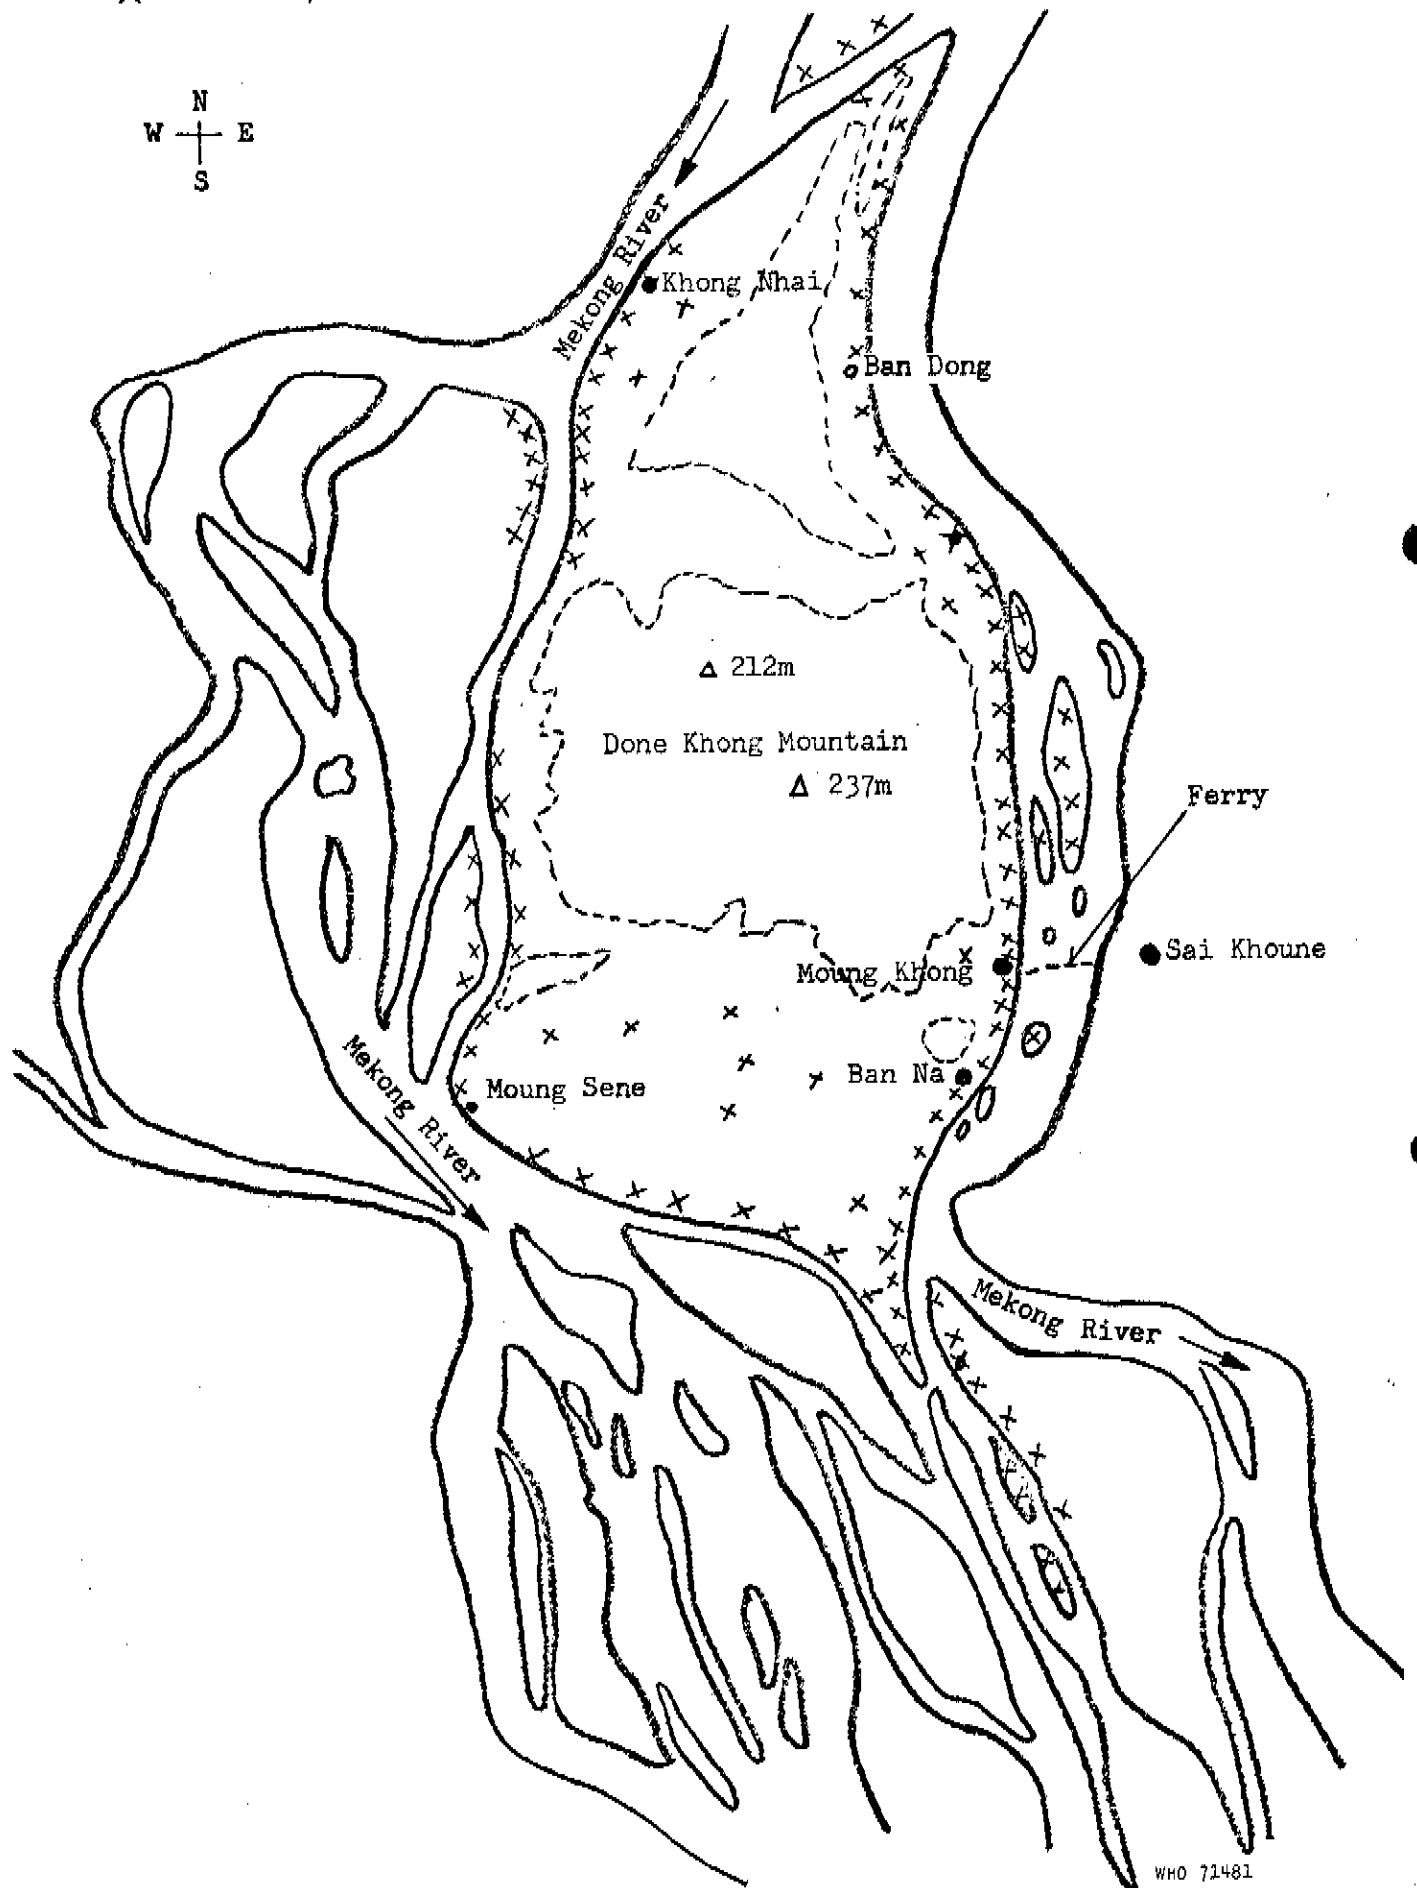 N
W E
S
Mekong River
Khong Nhai
Ban Dong
212m
Done Khong Mountain
237m
Ferry
Sai Khoune
Moung Khong
Ban Na
Moung Sene
Mekong River
Mekong River
WHO 71481